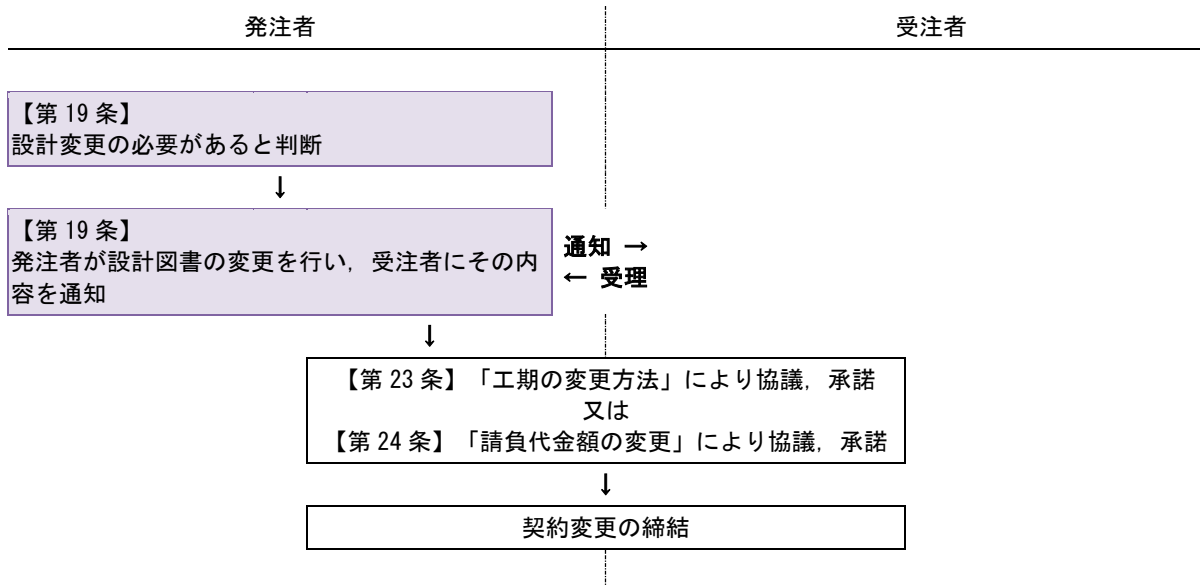 発注者
受注者
【第 19 条】
設計変更の必要があると判断
↓
【第 19 条】
発注者が設計図書の変更を行い，受注者にその内
容を通知
通知 →
← 受理
↓
【第 23 条】「工期の変更方法」により協議，承諾
又は
【第 24 条】「請負代金額の変更」により協議，承諾
↓
契約変更の締結